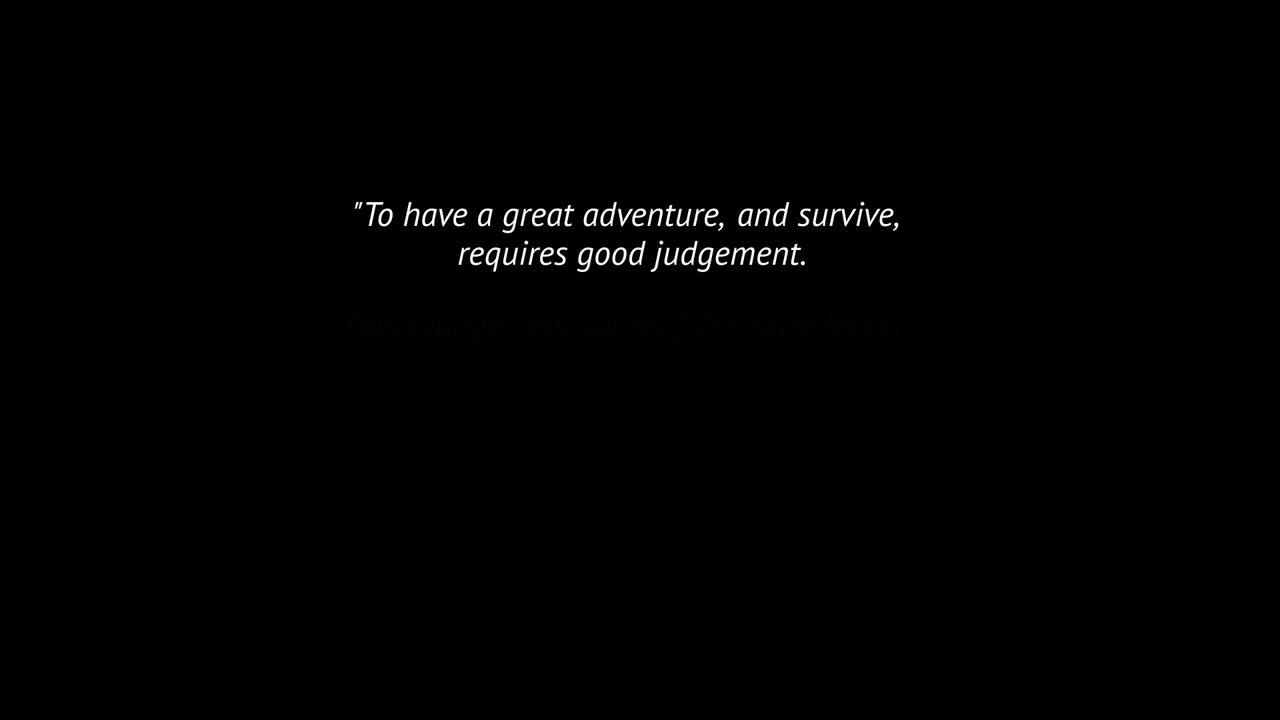 "To have a great adventure, and survive,
requires good judgement.
Good judgement comes from experience.